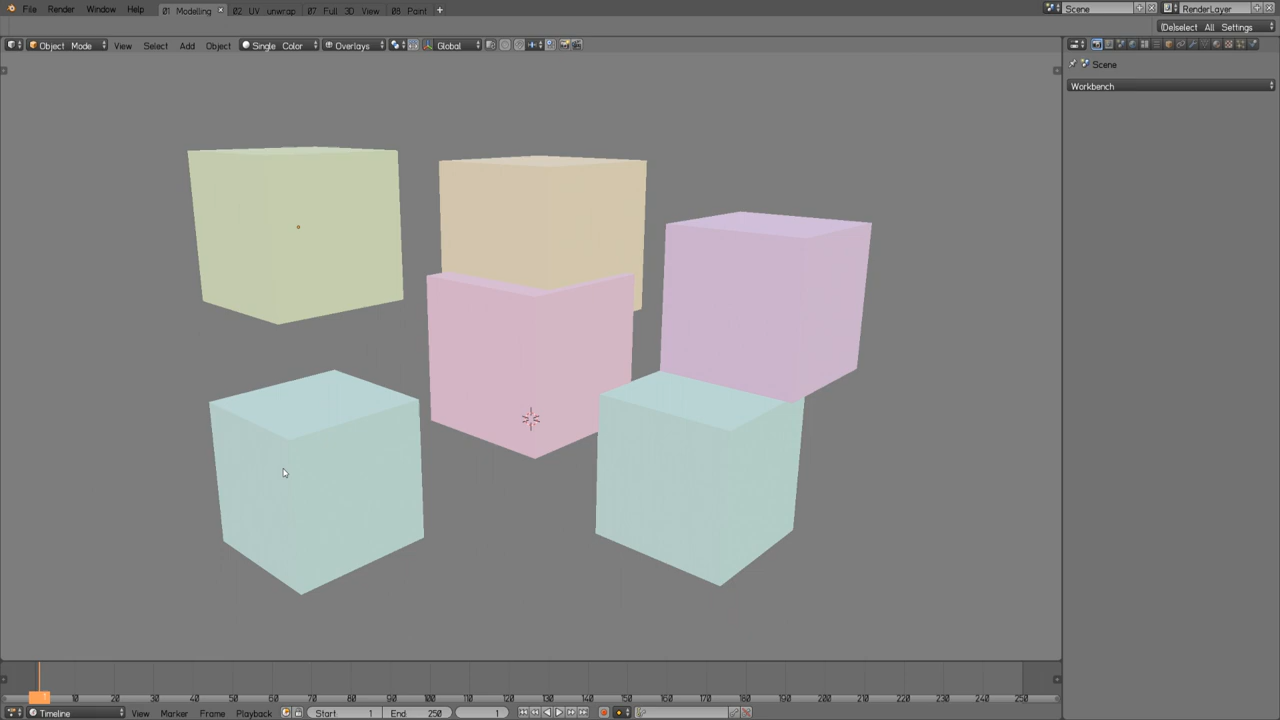 File Render Window Help 01 Modelling 02 UV unwrap 07 Full 3D View 08 Paint + Scene RenderLayer
(De)select All Settings
Object Mode View Select Add Object Single Color Overlays Global
Scene
Workbench
0 10 20 30 40 50 60 70 80 90 100 110 120 130 140 150 160 170 180 190 200 210 220 230 240 250
Timeline View Marker Frame Playback Start: 1 End: 250 1